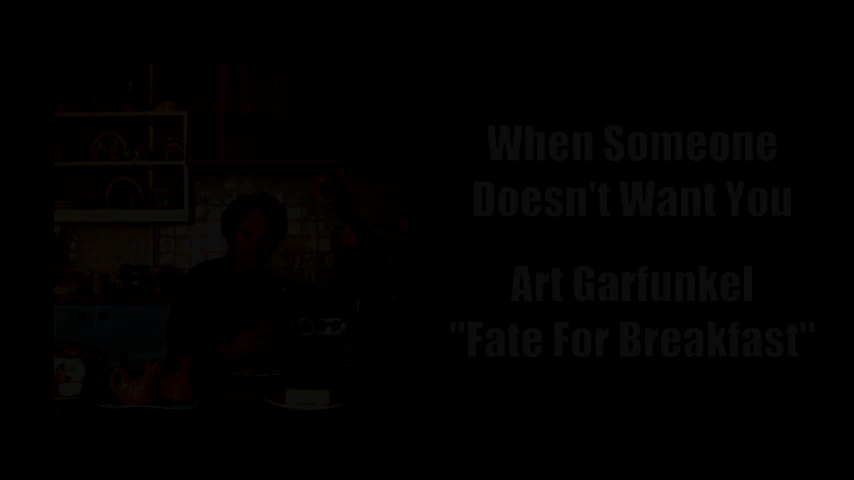 When Someone
Doesn't Want You
Art Garfunkel
"Fate For Breakfast"